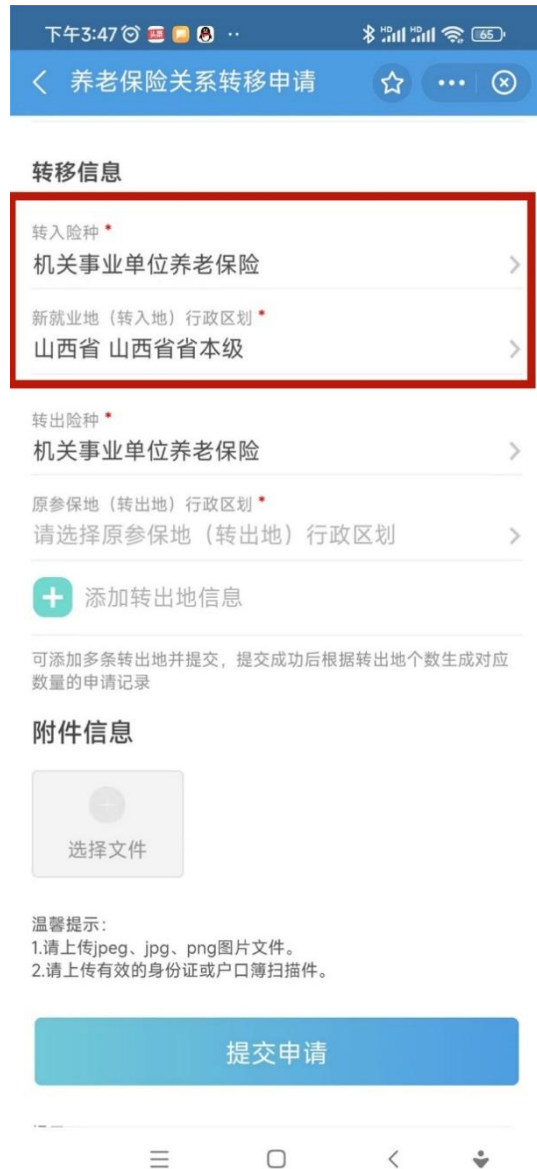 下午3:47
65
养老保险关系转移申请
转移信息
转入险种 *
机关事业单位养老保险
新就业地（转入地）行政区划 *
山西省 山西省省本级
转出险种 *
机关事业单位养老保险
原参保地（转出地）行政区划 *
请选择原参保地（转出地）行政区划
添加转出地信息
可添加多条转出地并提交，提交成功后根据转出地个数生成对应
数量的申请记录
附件信息
选择文件
温馨提示：
1.请上传jpeg、jpg、png图片文件。
2.请上传有效的身份证或户口簿扫描件。
提交申请